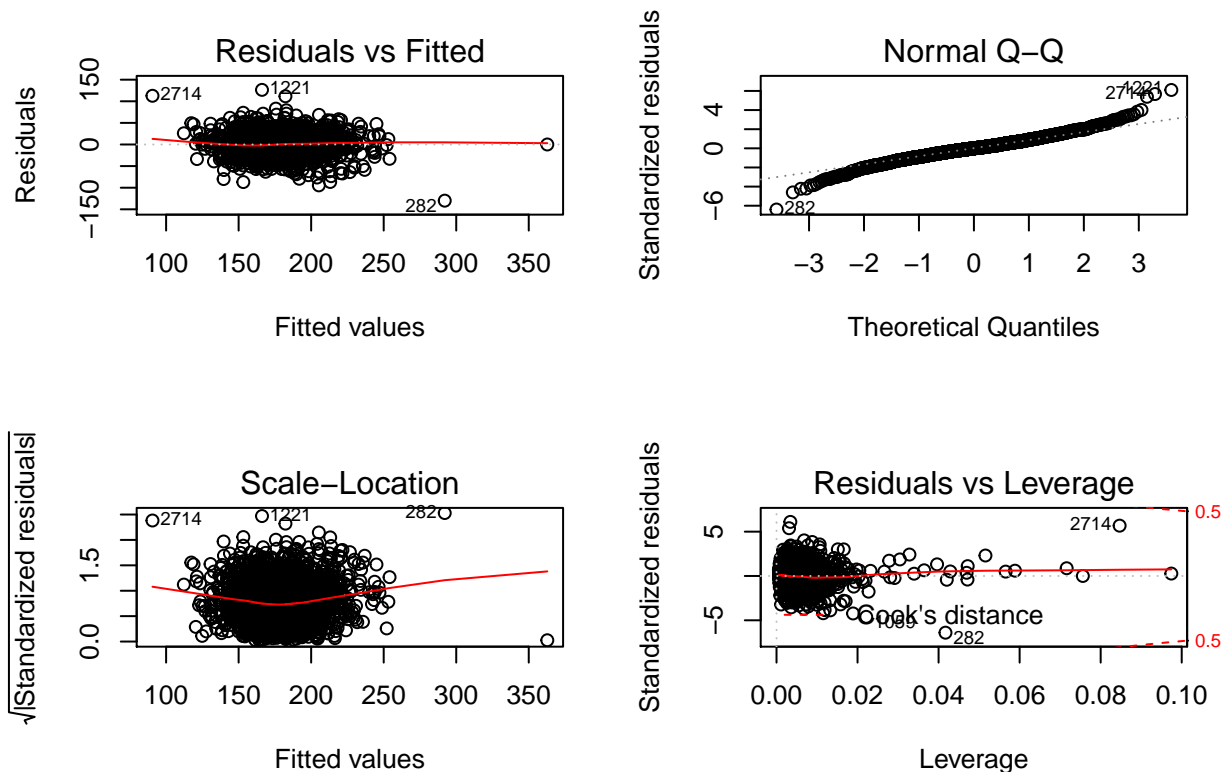 Residuals vs Fitted
Residuals
150
0
−150
2714
1221
282
100 150 200 250 300 350
Fitted values
Normal Q−Q
Standardized residuals
4
0
−6
1221
2714
282
−3 −2 −1 0 1 2 3
Theoretical Quantiles
Scale−Location
√|Standardized residuals|
1.5
0.0
2714
1221
282
100 150 200 250 300 350
Fitted values
Residuals vs Leverage
Standardized residuals
5
−5
0.5
0.5
2714
Cook's distance
1059
282
0.00 0.02 0.04 0.06 0.08 0.10
Leverage